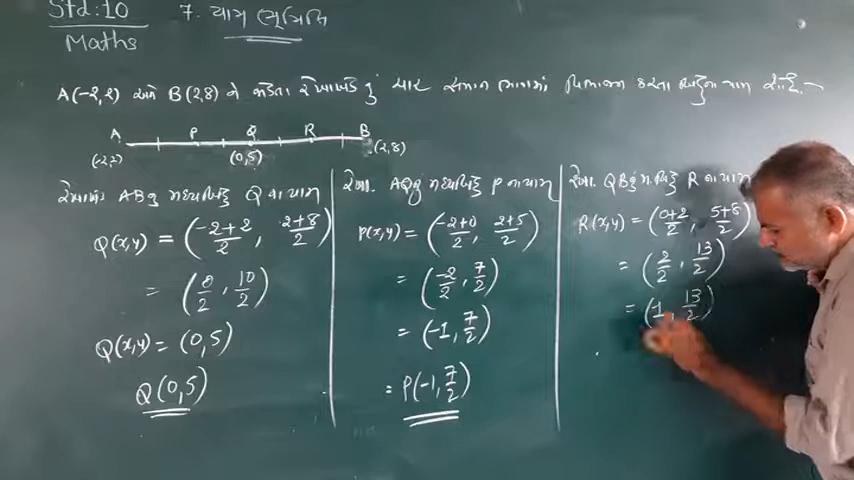 Std:10
Maths
7. યામ ભૂમિતિ
A(-2,2) અને B(2,8) ને જોડતા રેખાખંડનું ચાર સમાન ભાગમાં વિભાજન કરતા બિંદુના યામ શોધો.
A P Q R B
(-2,2) (0,5) (2,8)
રેખાખંડ ABનું મધ્યબિંદુ Q ના યામ
Q(x,y) = (-2+2/2, 2+8/2)
= (0/2, 10/2)
Q(x,y) = (0,5)
Q(0,5)
રેખા. AQનું મધ્યબિંદુ P ના યામ
P(x,y) = (-2+0/2, 2+5/2)
= (-2/2, 7/2)
= (-1, 7/2)
= P(-1, 7/2)
રેખા. QBનું મ.બિંદુ R ના યામ
R(x,y) = (0+2/2, 5+8/2)
= (2/2, 13/2)
= (1, 13/2)